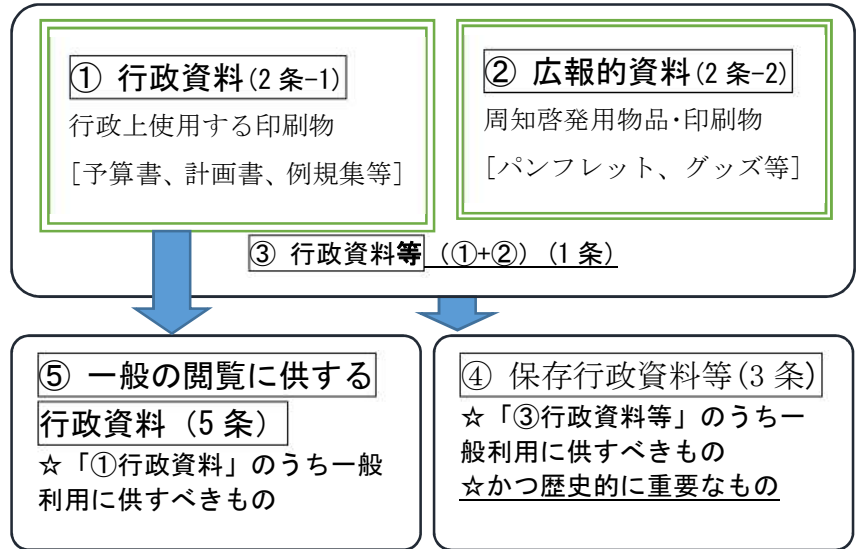 ① 行政資料(2条-1)
行政上使用する印刷物
[予算書、計画書、例規集等]
② 広報的資料(2条-2)
周知啓発用物品・印刷物
[パンフレット、グッズ等]
③ 行政資料等 (①+②) (1条)
⑤ 一般の閲覧に供する
行政資料 (5条)
☆「①行政資料」のうち一般
利用に供すべきもの
④ 保存行政資料等(3条)
☆「③行政資料等」のうち一
般利用に供すべきもの
☆かつ歴史的に重要なもの